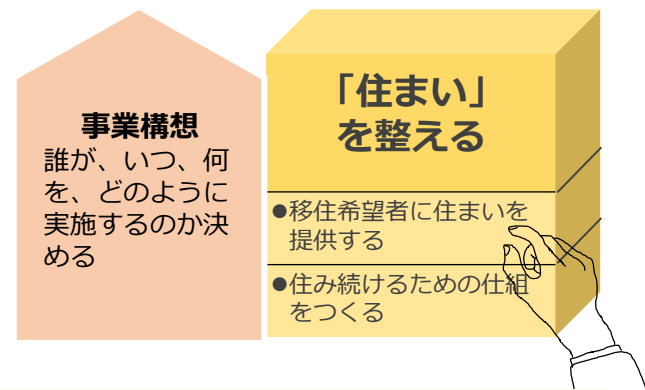 事業構想
誰が、いつ、何
を、どのように
実施するのか決
める
「住まい」
を整える
●移住希望者に住まいを
提供する
●住み続けるための仕組
をつくる